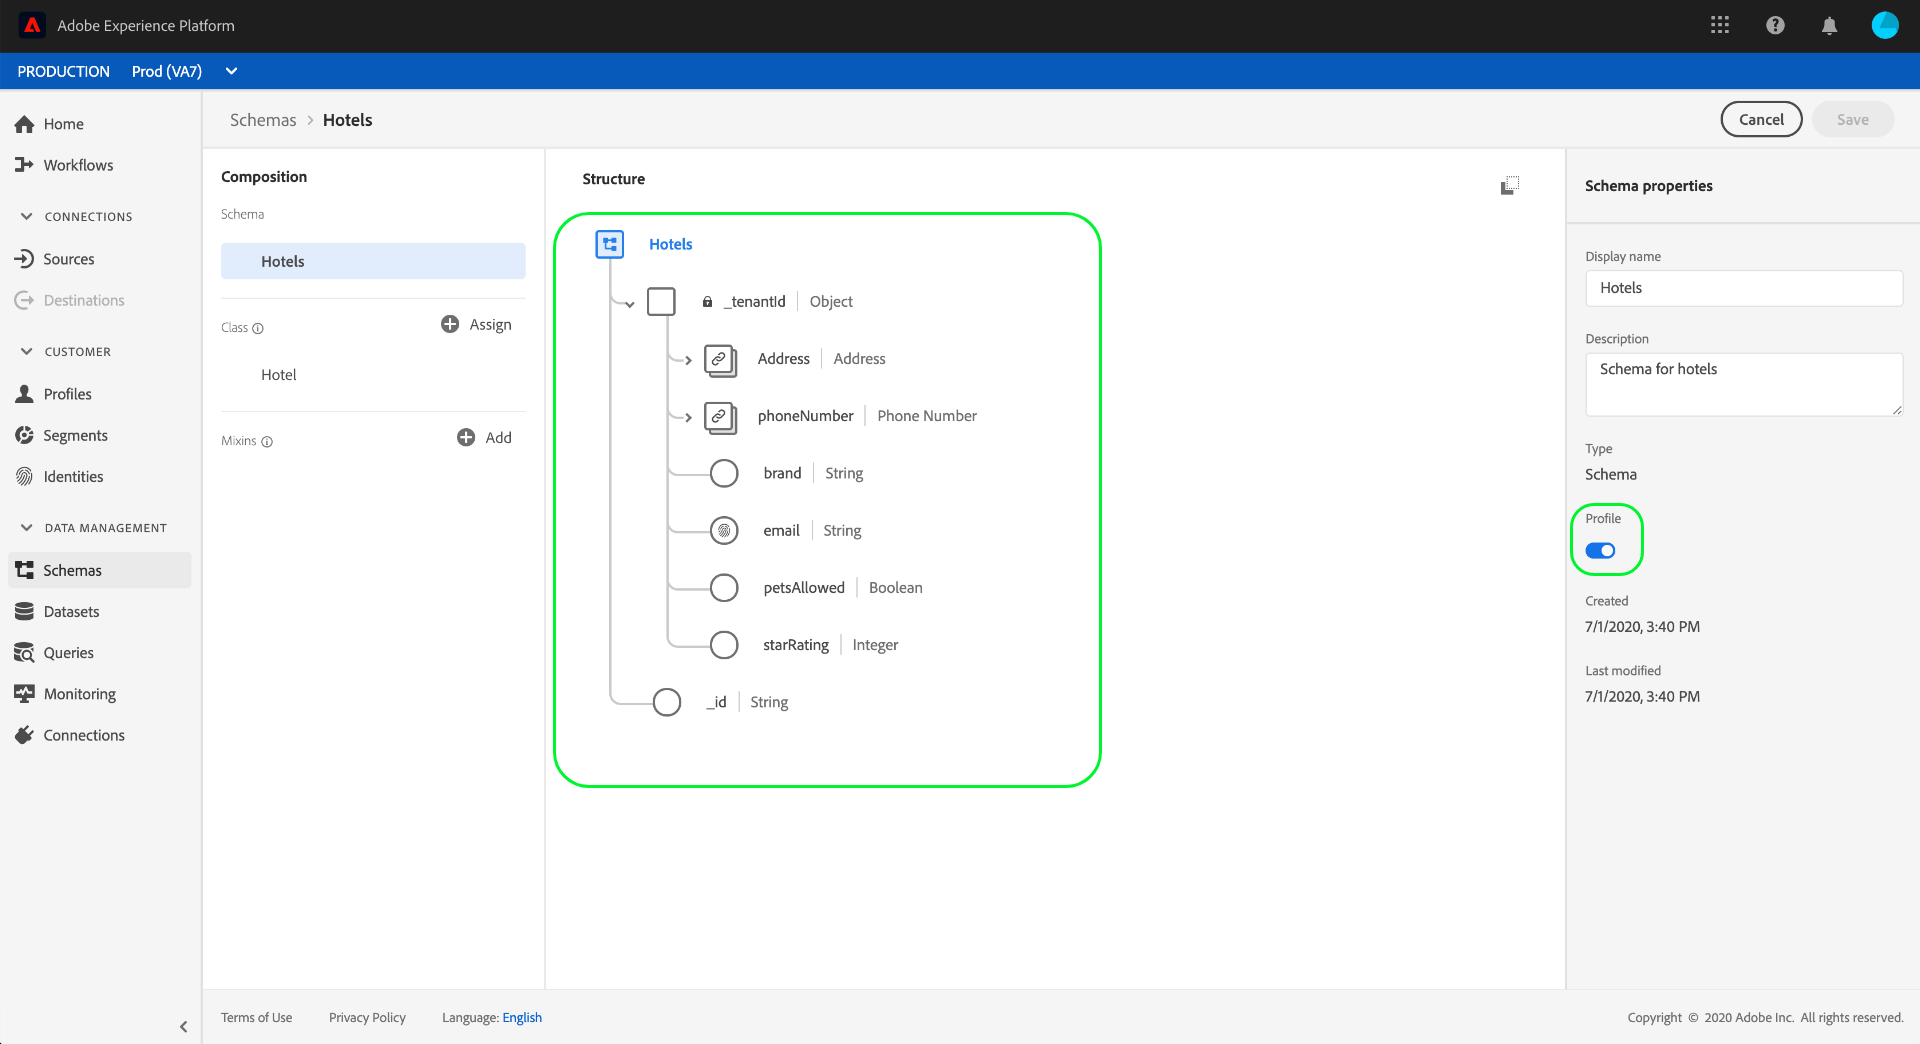 Adobe Experience Platform
PRODUCTION Prod (VA7)
Home
Workflows
CONNECTIONS
Sources
Destinations
CUSTOMER
Profiles
Segments
Identities
DATA MANAGEMENT
Schemas
Datasets
Queries
Monitoring
Connections
Schemas > Hotels
Cancel Save
Composition
Schema
Hotels
Class Assign
Hotel
Mixins Add
Structure
Hotels
_tenantId Object
Address Address
phoneNumber Phone Number
brand String
email String
petsAllowed Boolean
starRating Integer
_id String
Schema properties
Display name
Hotels
Description
Schema for hotels
Type
Schema
Profile
Created
7/1/2020, 3:40 PM
Last modified
7/1/2020, 3:40 PM
Terms of Use Privacy Policy Language: English
Copyright © 2020 Adobe Inc. All rights reserved.